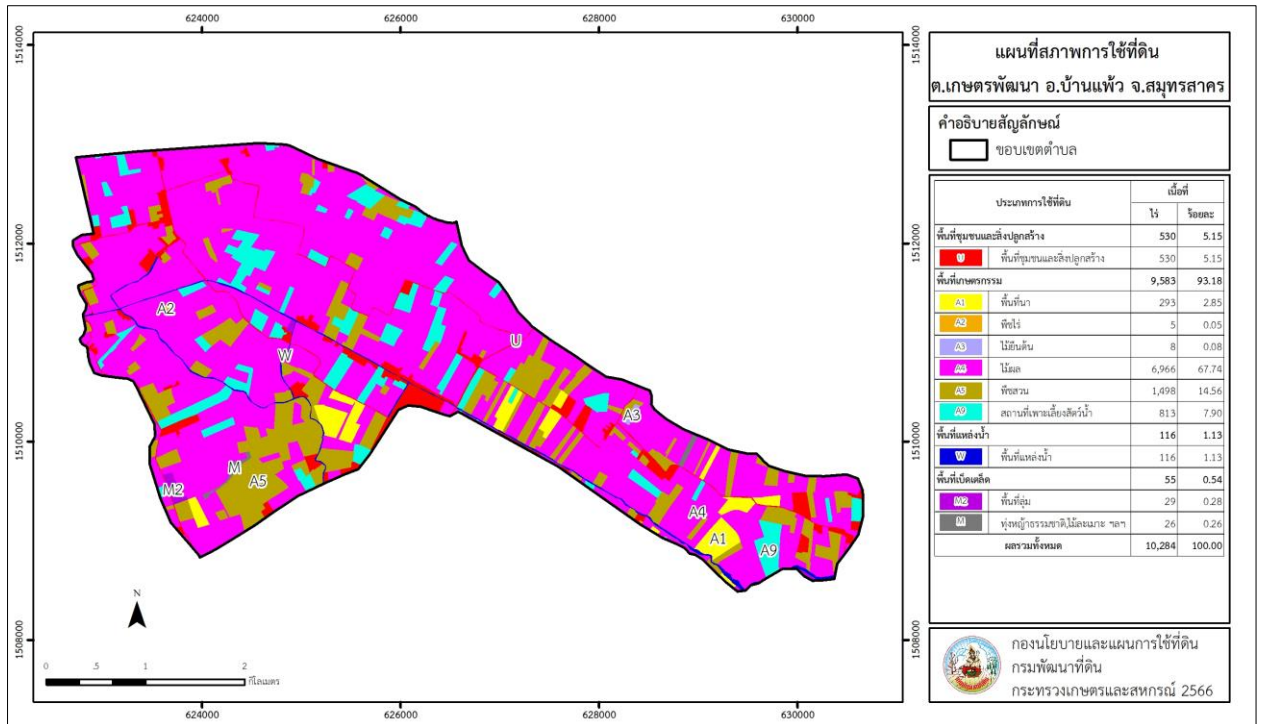 624000 626000 628000 630000
1514000 1514000
1512000 1512000
1510000 1510000
1508000 1508000
A2
W
U
A3
M
A5
M2
A4
A1
A9
N
0 .5 1 2
กิโลเมตร
624000 626000 628000 630000
แผนที่สภาพการใช้ที่ดิน
ต.เกษตรพัฒนา อ.บ้านแพ้ว จ.สมุทรสาคร
คำอธิบายสัญลักษณ์
ขอบเขตตำบล
ประเภทการใช้ที่ดิน เนื้อที่
ไร่ ร้อยละ
พื้นที่ชุมชนและสิ่งปลูกสร้าง 530 5.15
U พื้นที่ชุมชนและสิ่งปลูกสร้าง 530 5.15
พื้นที่เกษตรกรรม 9,583 93.18
A1 พื้นที่นา 293 2.85
A2 พืชไร่ 5 0.05
A3 ไม้ยืนต้น 8 0.08
A4 ไม้ผล 6,966 67.74
A5 พืชสวน 1,498 14.56
A9 สถานที่เพาะเลี้ยงสัตว์น้ำ 813 7.90
พื้นที่แหล่งน้ำ 116 1.13
W พื้นที่แหล่งน้ำ 116 1.13
พื้นที่เบ็ดเตล็ด 55 0.54
M2 พื้นที่ลุ่ม 29 0.28
M ทุ่งหญ้าธรรมชาติ,ไม้ละเมาะ ฯลฯ 26 0.26
ผลรวมทั้งหมด 10,284 100.00
กองนโยบายและแผนการใช้ที่ดิน
กรมพัฒนาที่ดิน
กระทรวงเกษตรและสหกรณ์ 2566